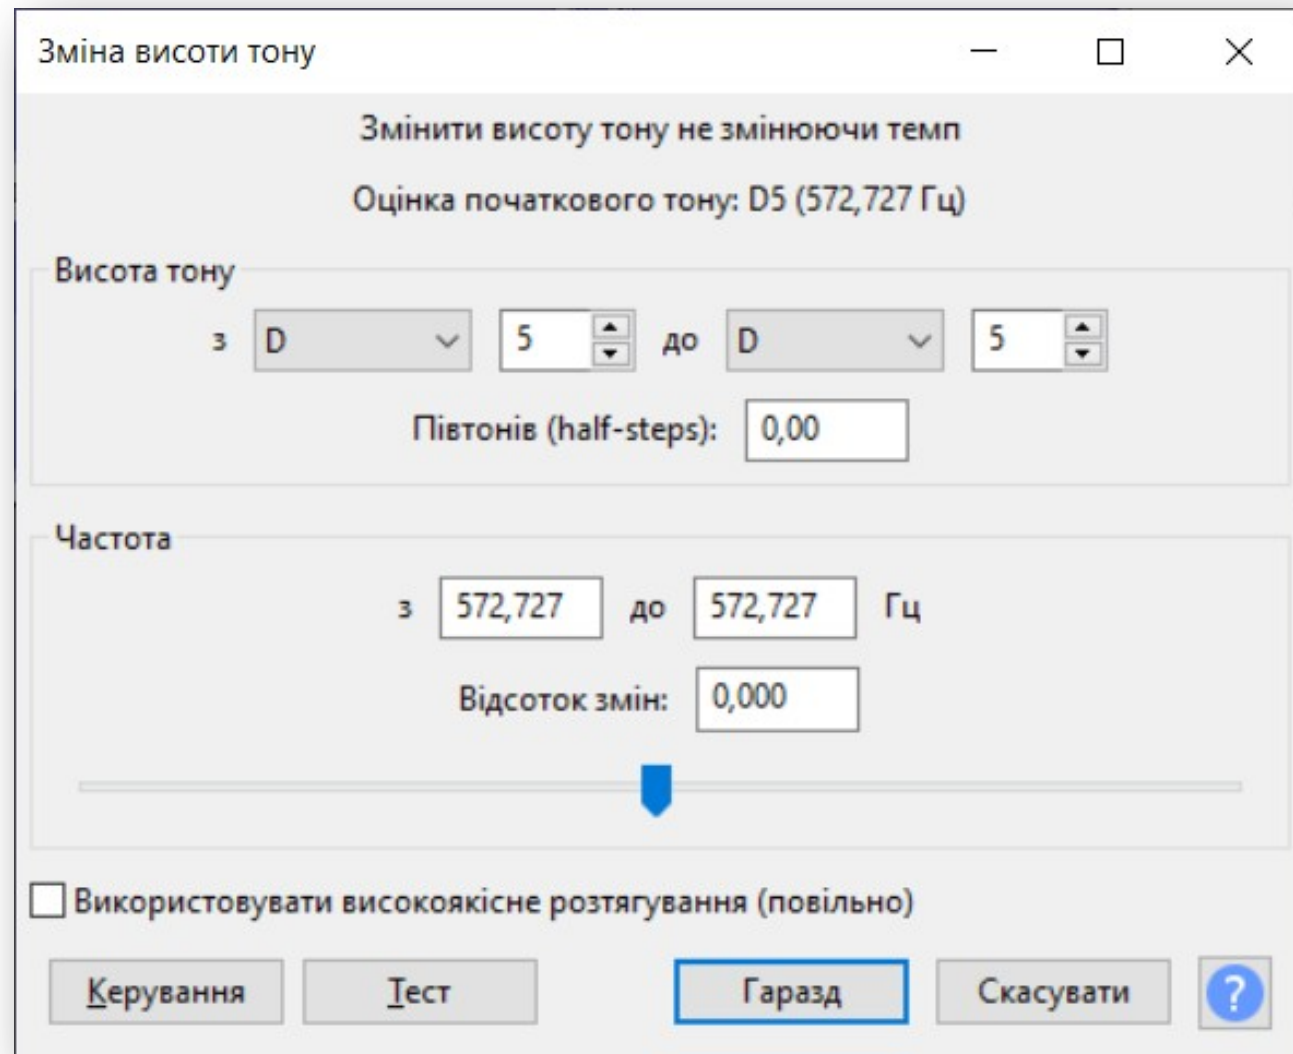 Зміна висоти тону
Змінити висоту тону не змінюючи темп
Оцінка початкового тону: D5 (572,727 Гц)
Висота тону
з D 5 до D 5
Півтонів (half-steps): 0,00
Частота
з 572,727 до 572,727 Гц
Відсоток змін: 0,000
Використовувати високоякісне розтягування (повільно)
Керування Тест Гаразд Скасувати ?